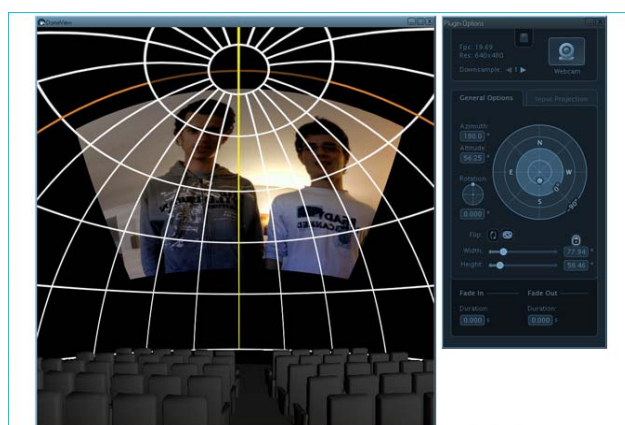 DomeView
Plugin Options
Fps: 19.69
Res: 640x480
Downsample: 1
Webcam
General Options
Input Projection
Azimuth:
180.0 °
Altitude:
56.25 °
N
E
W
S
0°
-90°
Rotation:
0.000 °
Flip:
Width:
77.94 °
Height:
58.46 °
Fade In
Fade Out
Duration:
Duration:
0.000 s
0.000 s